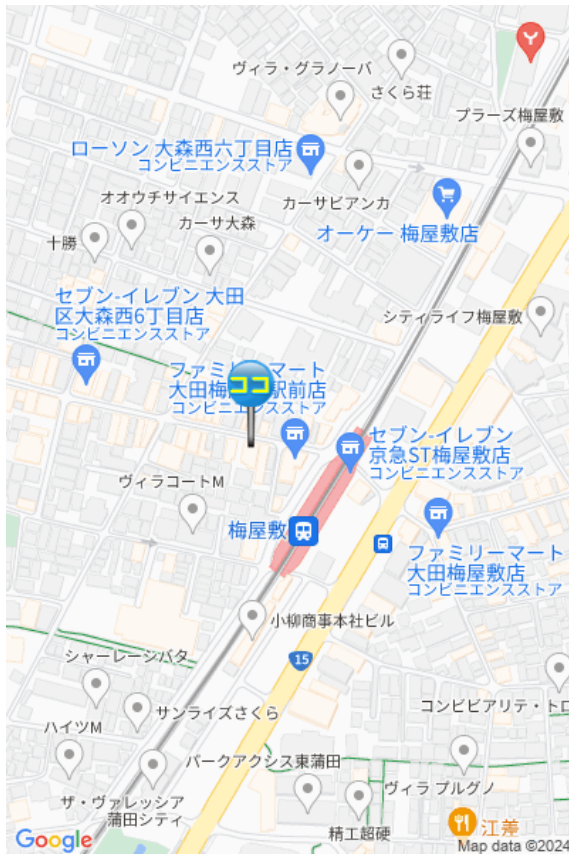 ヴィラ・グラノーバ
さくら荘
プラーズ梅屋敷
ローソン 大森西六丁目店
コンビニエンスストア
オオウチサイエンス
カーサビアンカ
カーサ大森
オーケー 梅屋敷店
十勝
セブン-イレブン 大田
区大森西6丁目店
コンビニエンスストア
シティライフ梅屋敷
ファミリーマート
大田梅屋敷駅前店
コンビニエンスストア
ココ
セブン-イレブン
京急ST梅屋敷店
コンビニエンスストア
ヴィラコートM
梅屋敷
ファミリーマート
大田梅屋敷店
コンビニエンスストア
小柳商事本社ビル
シャーレーシバタ
15
サンライズさくら
コンビビアリテ・トロ
ハイツM
パークアクシス東蒲田
ヴィラ プルグノ
ザ・ヴァレッシア
蒲田シティ
精工超硬
江差
Google
Map data ©2024